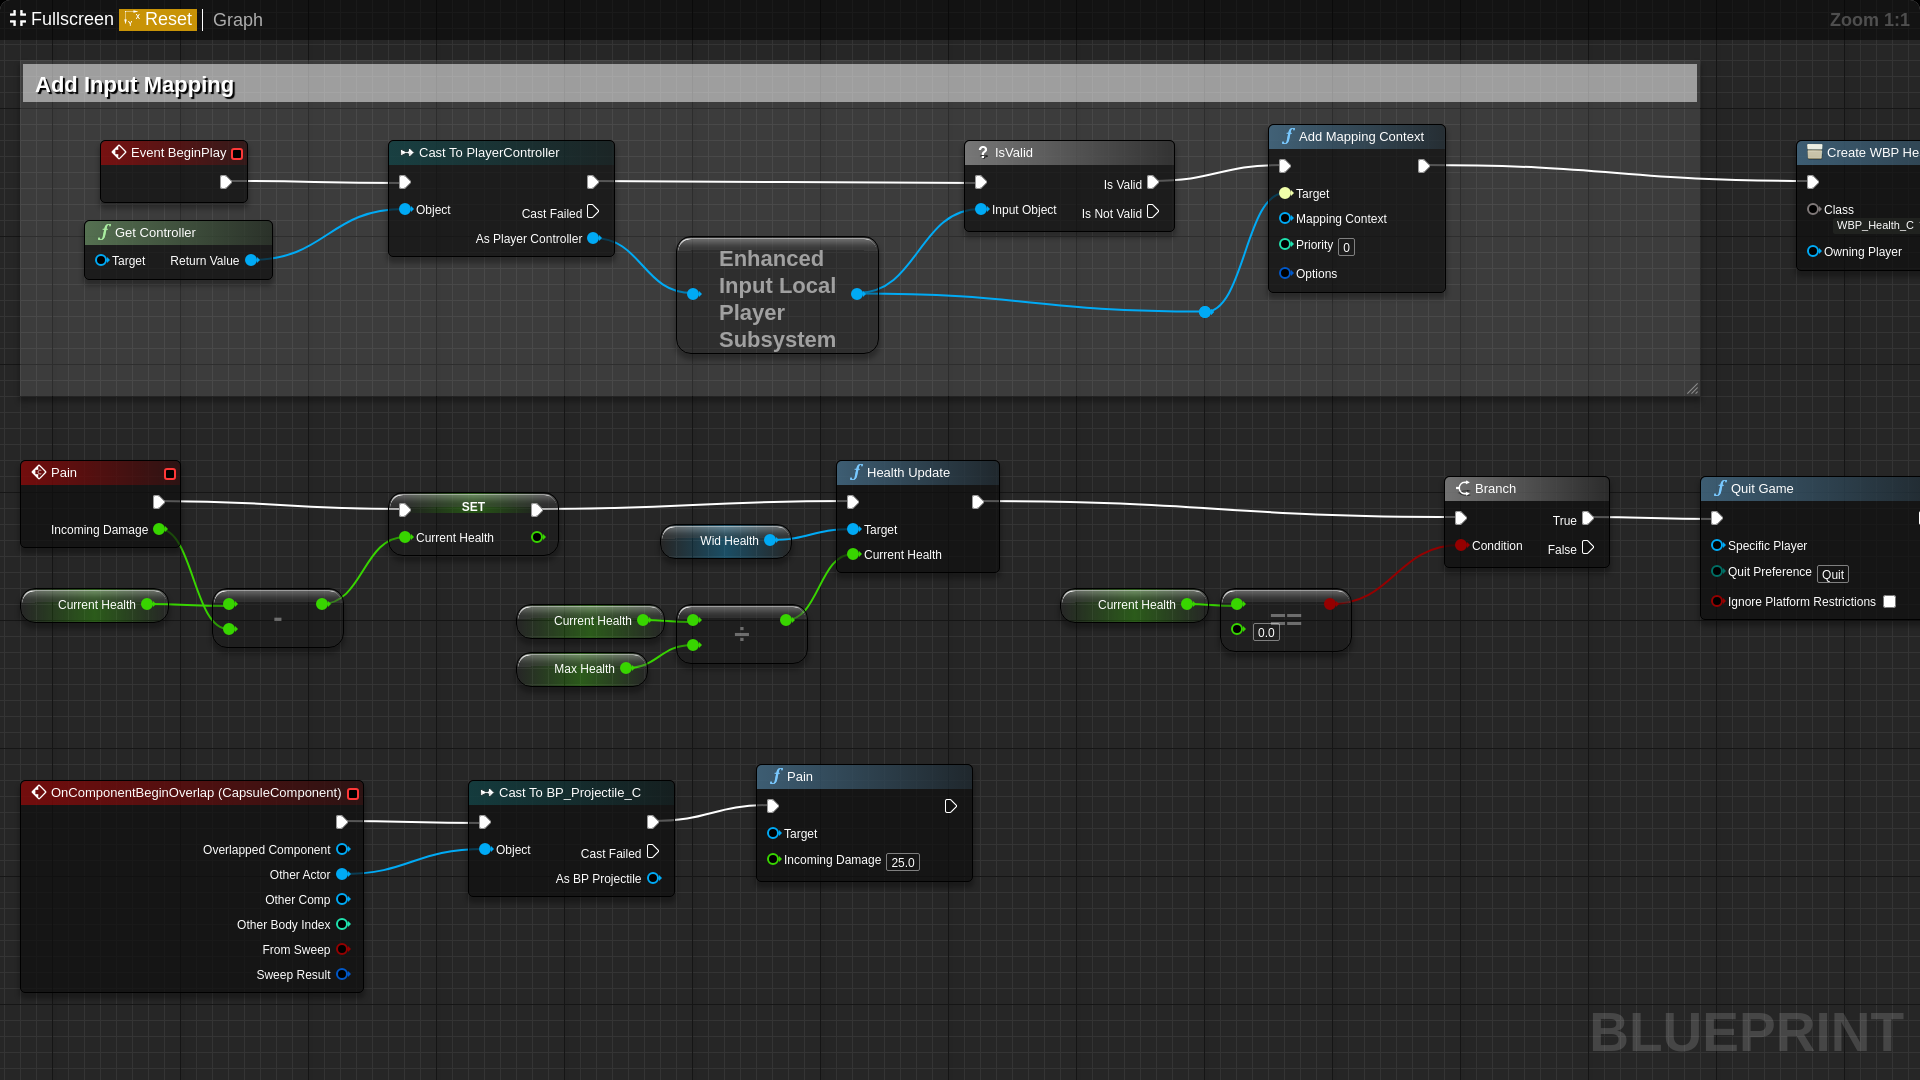 Fullscreen Reset Graph Zoom 1:1
Add Input Mapping
Event BeginPlay
Get Controller
Target Return Value
Cast To PlayerController
Object Cast Failed
As Player Controller
Enhanced
Input Local
Player
Subsystem
? IsValid
Is Valid
Input Object Is Not Valid
f Add Mapping Context
Target
Mapping Context
Priority 0
Options
Create WBP He
Class
WBP_Health_C
Owning Player
Pain
Incoming Damage
Current Health
-
SET
Current Health
Wid Health
Current Health
Max Health
÷
f Health Update
Target
Current Health
Current Health
==
0.0
Branch
True
Condition
False
f Quit Game
Specific Player
Quit Preference Quit
Ignore Platform Restrictions
OnComponentBeginOverlap (CapsuleComponent)
Overlapped Component
Other Actor
Other Comp
Other Body Index
From Sweep
Sweep Result
Cast To BP_Projectile_C
Object Cast Failed
As BP Projectile
f Pain
Target
Incoming Damage 25.0
BLUEPRINT